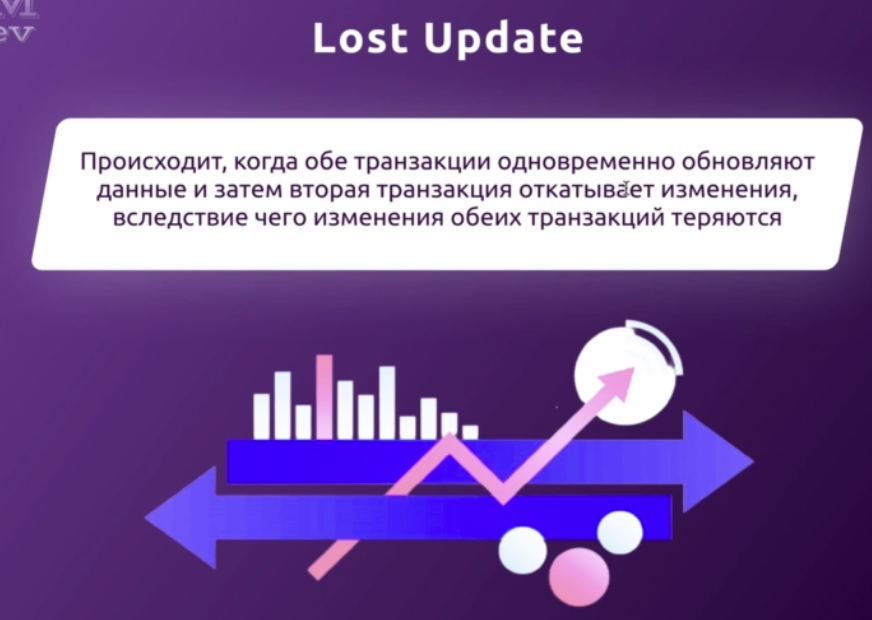 ev
Lost Update
Происходит, когда обе транзакции одновременно обновляют
данные и затем вторая транзакция откатывает изменения,
вследствие чего изменения обеих транзакций теряются